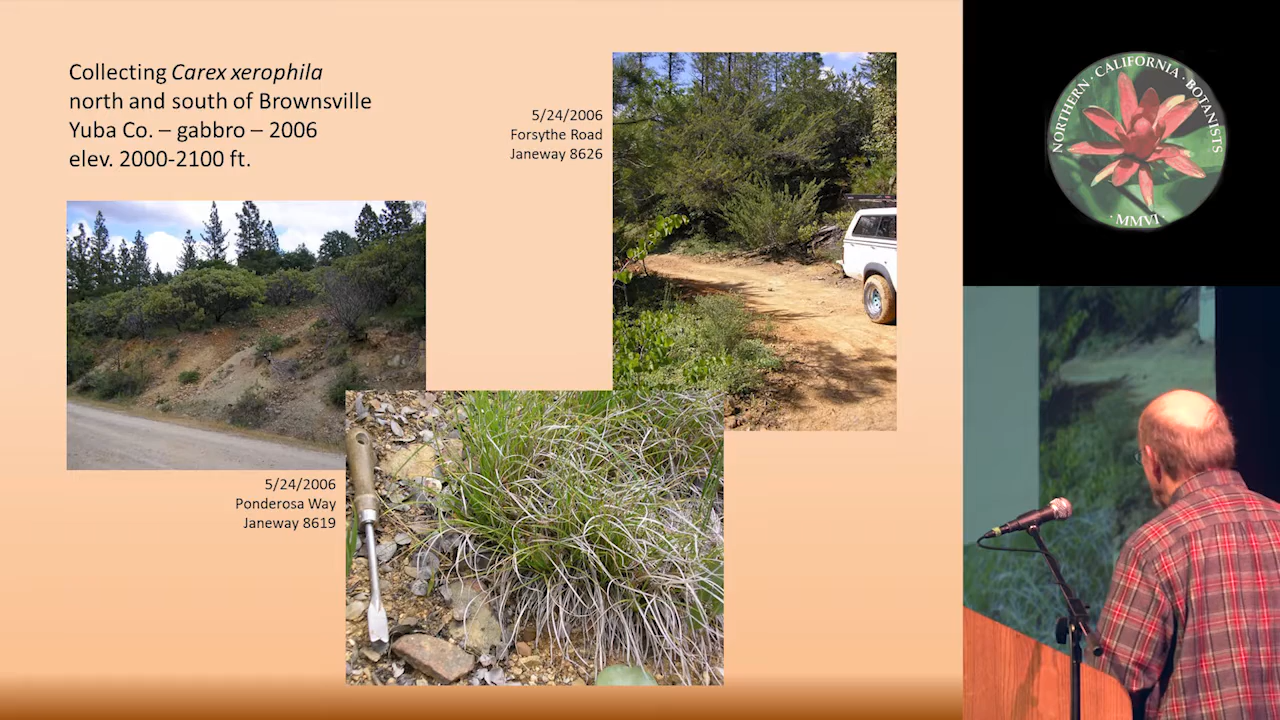 Collecting Carex xerophila
north and south of Brownsville
Yuba Co. – gabbro – 2006
elev. 2000-2100 ft.
5/24/2006
Forsythe Road
Janeway 8626
5/24/2006
Ponderosa Way
Janeway 8619
NORTHERN · CALIFORNIA · BOTANISTS
· MMVI ·